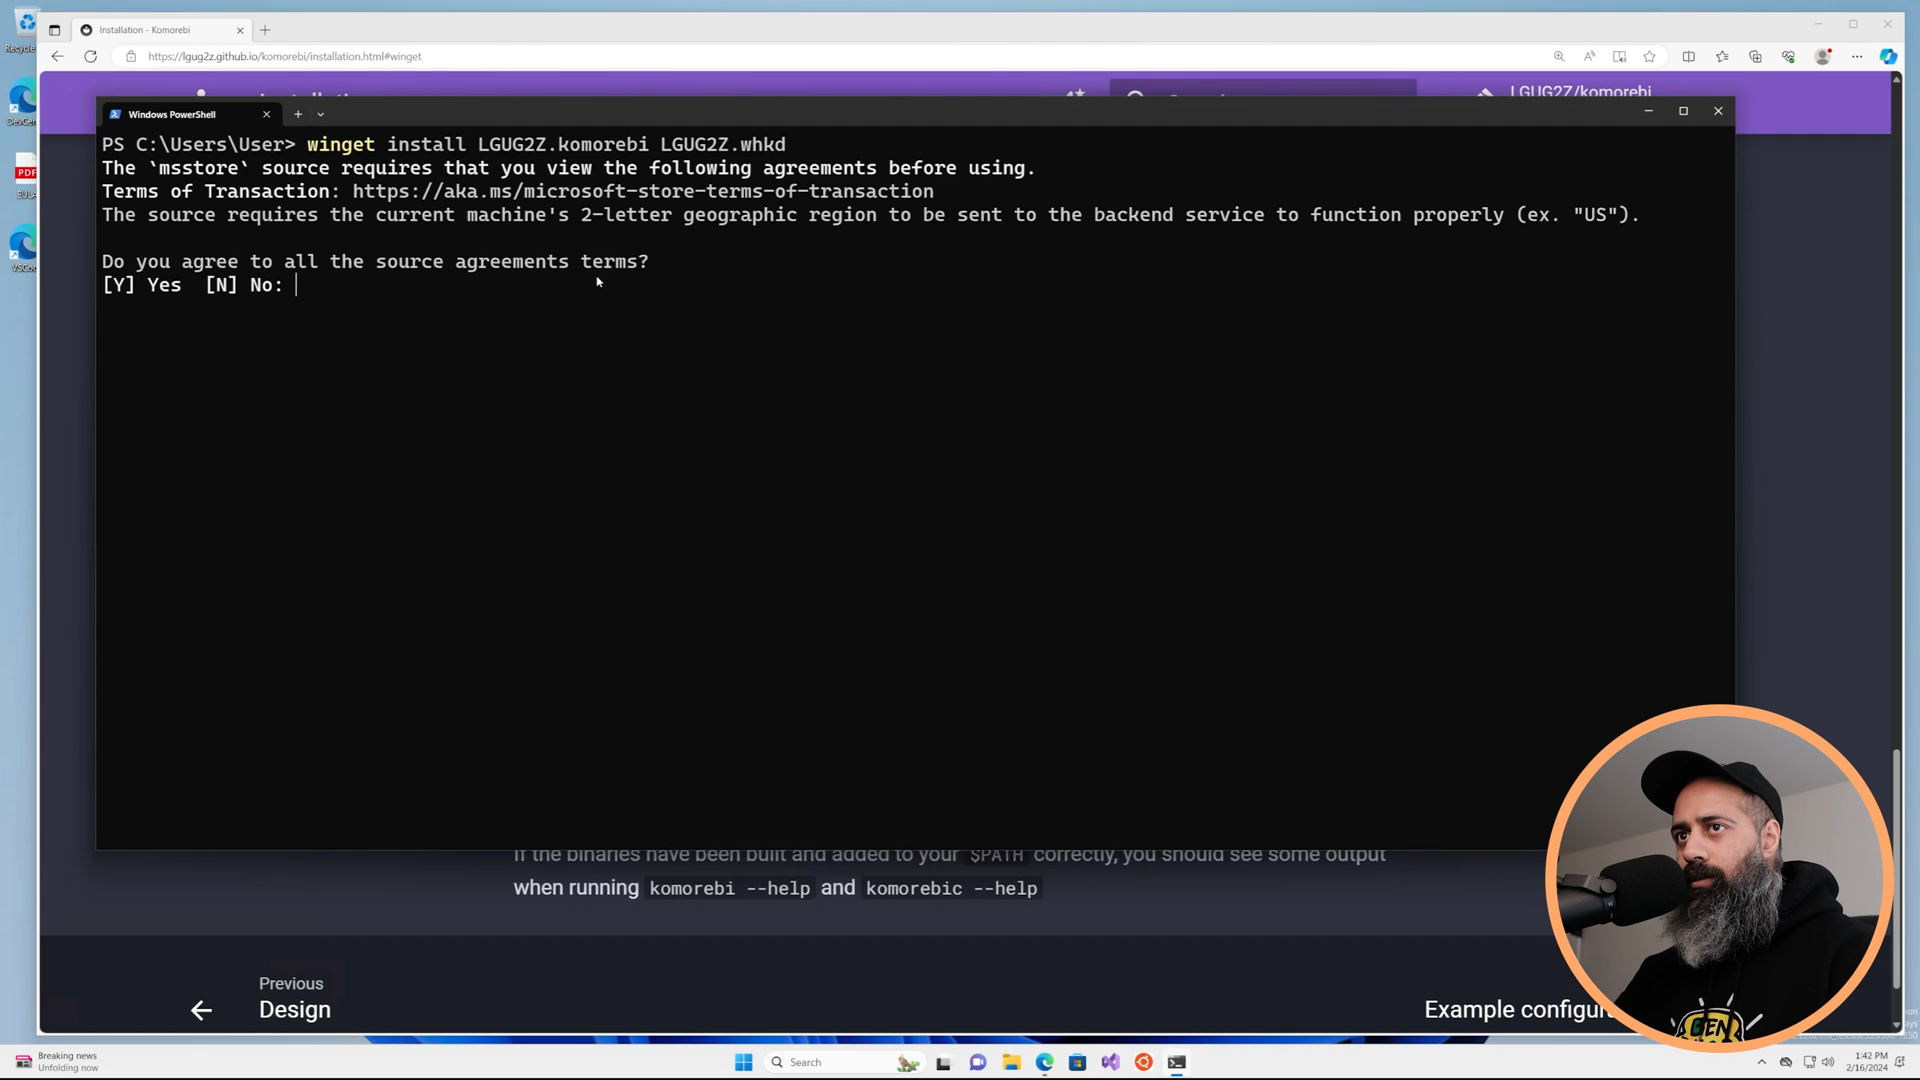 Installation - Komorebi
https://lgug2z.github.io/komorebi/installation.html#winget
LGUG2Z/komorebi
Windows PowerShell
PS C:\Users\User> winget install LGUG2Z.komorebi LGUG2Z.whkd
The `msstore` source requires that you view the following agreements before using.
Terms of Transaction: https://aka.ms/microsoft-store-terms-of-transaction
The source requires the current machine's 2-letter geographic region to be sent to the backend service to function properly (ex. "US").
Do you agree to all the source agreements terms?
[Y] Yes  [N] No:
If the binaries have been built and added to your $PATH correctly, you should see some output
when running komorebi --help and komorebic --help
Previous
Design
Example configu
GEN
Breaking news
Unfolding now
Search
1:42 PM
2/16/2024
PDF